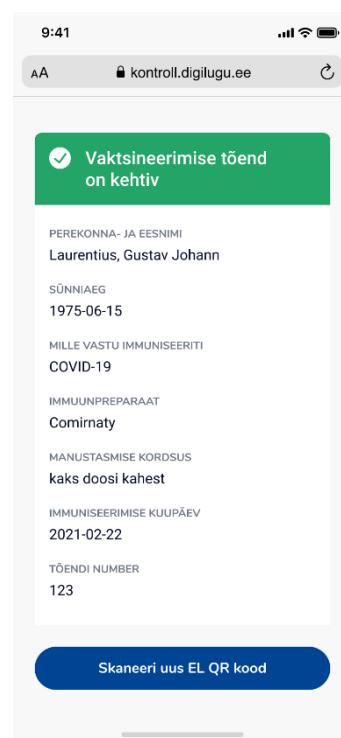 9:41
AA kontroll.digilugu.ee
Vaktsineerimise tõend
on kehtiv
PEREKONNA- JA EESNIMI
Laurentius, Gustav Johann
SÜNNIAEG
1975-06-15
MILLE VASTU IMMUNISEERITI
COVID-19
IMMUUNPREPARAAT
Comirnaty
MANUSTAMISE KORDSUS
kaks doosi kahest
IMMUNISEERIMISE KUUPÄEV
2021-02-22
TÕENDI NUMBER
123
Skaneeri uus EL QR kood